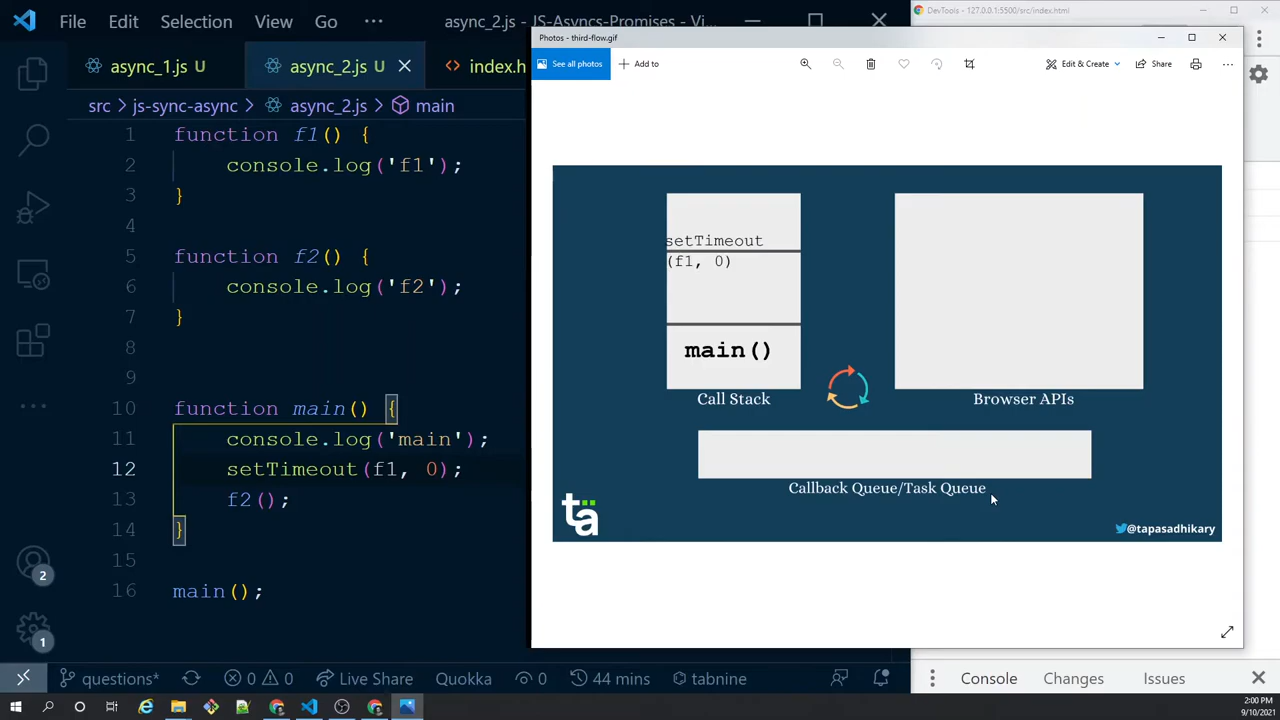 File Edit Selection View Go ··· async_2.js - JS-Asyncs-Promises - Vi...
DevTools - 127.0.0.1:5500/src/index.html
async_1.js U async_2.js U index.h
src > js-sync-async > async_2.js > main
1 function f1() {
2 console.log('f1');
3 }
4
5 function f2() {
6 console.log('f2');
7 }
8
9
10 function main() {
11 console.log('main');
12 setTimeout(f1, 0);
13 f2();
14 }
15
16 main();
Photos - third-flow.gif
See all photos + Add to Edit & Create Share
setTimeout
(f1, 0)
main()
Call Stack
Browser APIs
Callback Queue/Task Queue
ta
@tapasadhikary
2
1
questions* 0 0 Live Share Quokka 0 44 mins tabnine
Console Changes Issues
2:00 PM
9/10/2021